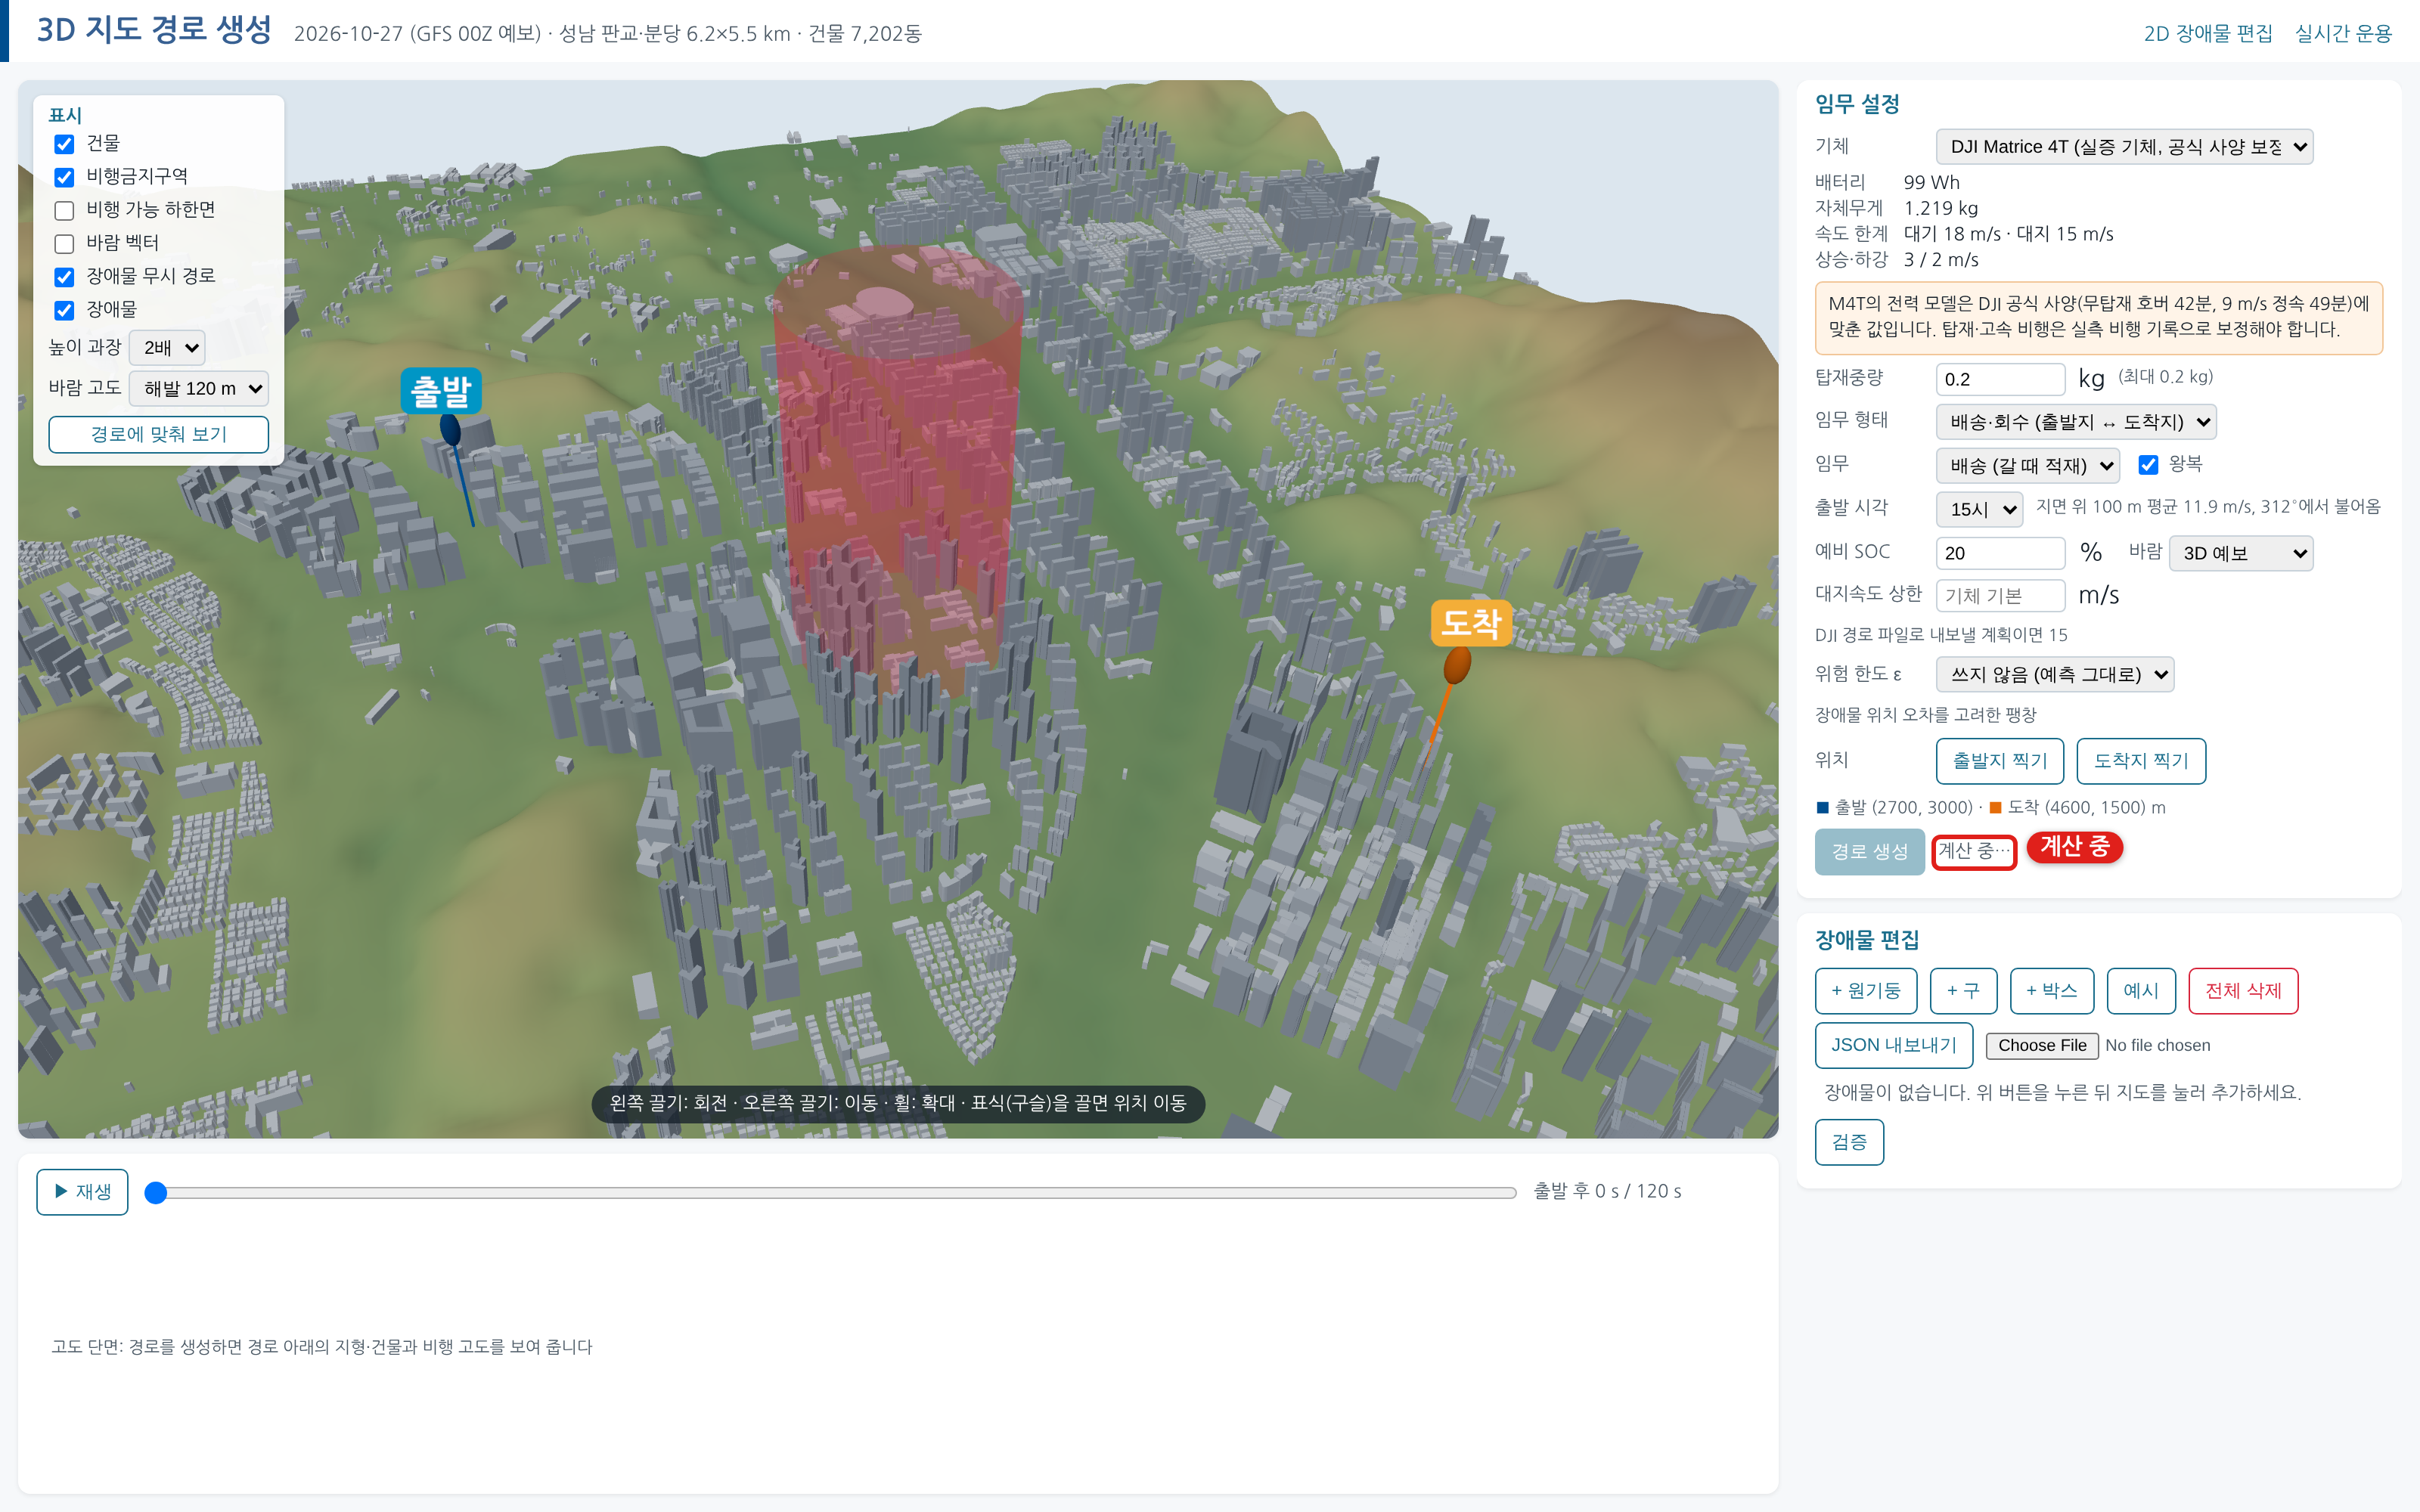 3D 지도 경로 생성 2026-10-27 (GFS 00Z 예보) · 성남 판교·분당 6.2×5.5 km · 건물 7,202동
2D 장애물 편집 실시간 운용
표시
건물
비행금지구역
비행 가능 하한면
바람 벡터
장애물 무시 경로
장애물
높이 과장 2배
바람 고도 해발 120 m
경로에 맞춰 보기
출발
도착
왼쪽 끌기: 회전 · 오른쪽 끌기: 이동 · 휠: 확대 · 표식(구슬)을 끌면 위치 이동
▶ 재생
출발 후 0 s / 120 s
고도 단면: 경로를 생성하면 경로 아래의 지형·건물과 비행 고도를 보여 줍니다
임무 설정
기체 DJI Matrice 4T (실증 기체, 공식 사양 보정
배터리 99 Wh
자체무게 1.219 kg
속도 한계 대기 18 m/s · 대지 15 m/s
상승·하강 3 / 2 m/s
M4T의 전력 모델은 DJI 공식 사양(무탑재 호버 42분, 9 m/s 정속 49분)에
맞춘 값입니다. 탑재·고속 비행은 실측 비행 기록으로 보정해야 합니다.
탑재중량 0.2 kg (최대 0.2 kg)
임무 형태 배송·회수 (출발지 ↔ 도착지)
임무 배송 (갈 때 적재) 왕복
출발 시각 15시 지면 위 100 m 평균 11.9 m/s, 312°에서 불어옴
예비 SOC 20 % 바람 3D 예보
대지속도 상한 기체 기본 m/s
DJI 경로 파일로 내보낼 계획이면 15
위험 한도 ε 쓰지 않음 (예측 그대로)
장애물 위치 오차를 고려한 팽창
위치 출발지 찍기 도착지 찍기
■ 출발 (2700, 3000) · ■ 도착 (4600, 1500) m
경로 생성 계산 중… 계산 중
장애물 편집
+ 원기둥 + 구 + 박스 예시 전체 삭제
JSON 내보내기 Choose File No file chosen
장애물이 없습니다. 위 버튼을 누른 뒤 지도를 눌러 추가하세요.
검증